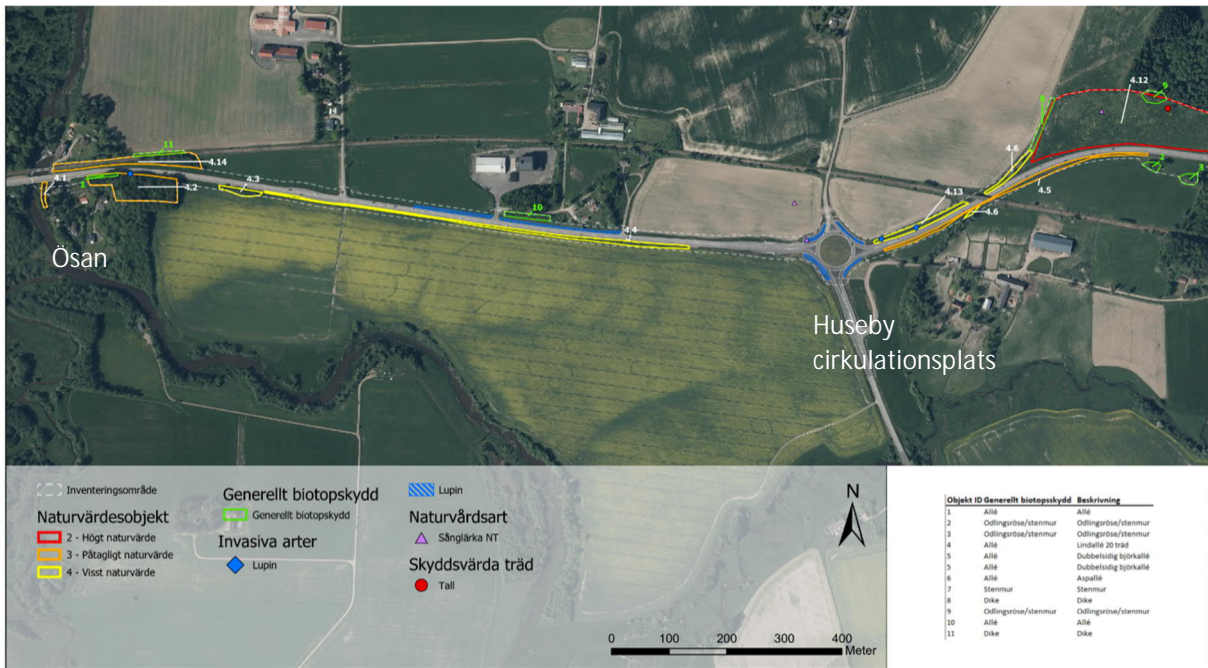 11
4.14
4.1
1
4.2
4.3
10
4.4
4.13
4.6
4.6
4.5
8
4.12
9
2
3
Ösan
Huseby
cirkulationsplats
Inventeringsområde
Naturvärdesobjekt
2 - Högt naturvärde
3 - Påtagligt naturvärde
4 - Visst naturvärde
Generellt biotopskydd
Generellt biotopskydd
Invasiva arter
Lupin
Lupin
Naturvårdsart
Sånglärka NT
Skyddsvärda träd
Tall
N
0 100 200 300 400
Meter
Objekt ID Generellt biotopsskydd Beskrivning
1 Allé Allé
2 Odlingsröse/stenmur Odlingsröse/stenmur
3 Odlingsröse/stenmur Odlingsröse/stenmur
4 Allé Lindallé 20 träd
5 Allé Dubbelsidig björkallé
5 Allé Dubbelsidig björkallé
6 Allé Aspallé
7 Stenmur Stenmur
8 Dike Dike
9 Odlingsröse/stenmur Odlingsröse/stenmur
10 Allé Allé
11 Dike Dike